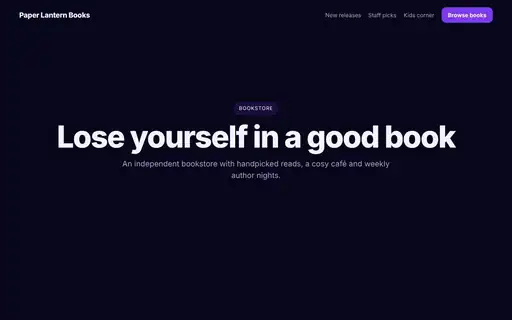 Paper Lantern Books
New releases Staff picks Kids corner Browse books
BOOKSTORE
Lose yourself in a good book
An independent bookstore with handpicked reads, a cosy café and weekly
author nights.